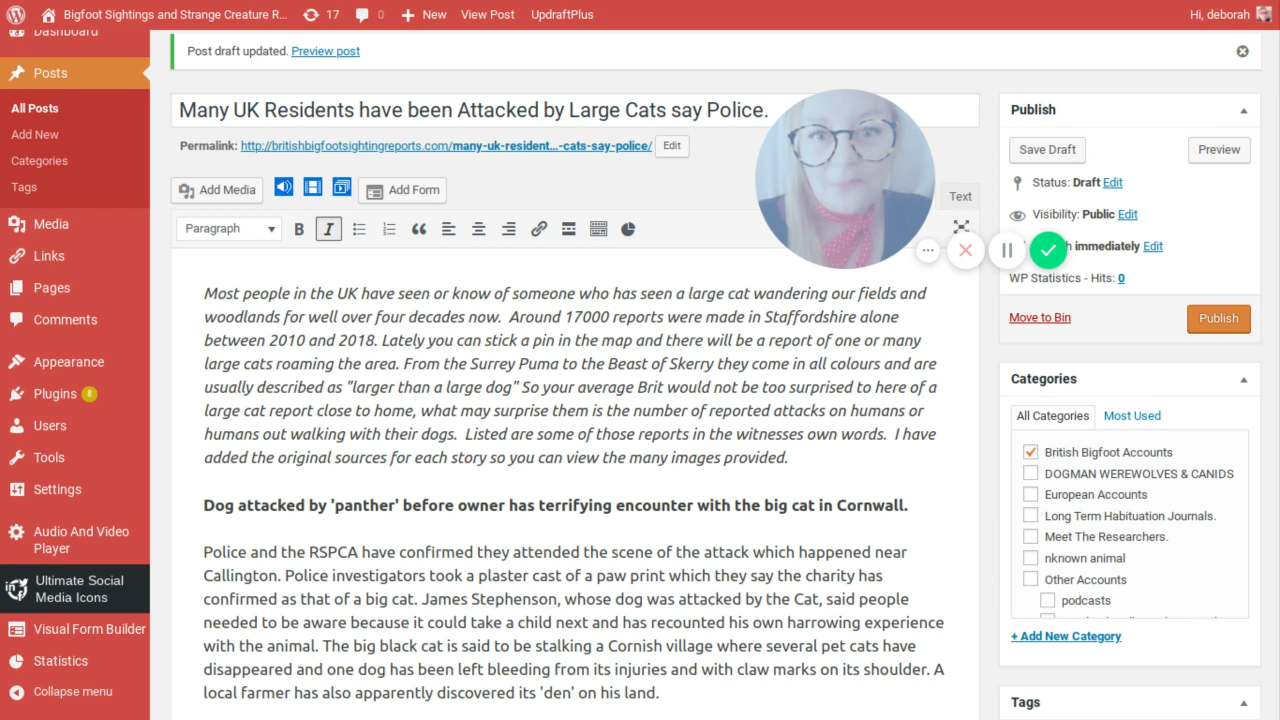 Bigfoot Sightings and Strange Creature R...
17
0
New
View Post
UpdraftPlus
Hi, deborah
Dashboard
Posts
All Posts
Add New
Categories
Tags
Media
Links
Pages
Comments
Appearance
Plugins 8
Users
Tools
Settings
Audio And Video
Player
Ultimate Social
Media Icons
Visual Form Builder
Statistics
Collapse menu
Post draft updated. Preview post
Many UK Residents have been Attacked by Large Cats say Police.
Permalink: http://britishbigfootsightingreports.com/many-uk-resident…-cats-say-police/ Edit
Add Media
Add Form
Text
Paragraph
B
I
Most people in the UK have seen or know of someone who has seen a large cat wandering our fields and
woodlands for well over four decades now.  Around 17000 reports were made in Staffordshire alone
between 2010 and 2018. Lately you can stick a pin in the map and there will be a report of one or many
large cats roaming the area. From the Surrey Puma to the Beast of Skerry they come in all colours and are
usually described as "larger than a large dog" So your average Brit would not be too surprised to here of a
large cat report close to home, what may surprise them is the number of reported attacks on humans or
humans out walking with their dogs.  Listed are some of those reports in the witnesses own words.  I have
added the original sources for each story so you can view the many images provided.
Dog attacked by 'panther' before owner has terrifying encounter with the big cat in Cornwall.
Police and the RSPCA have confirmed they attended the scene of the attack which happened near
Callington. Police investigators took a plaster cast of a paw print which they say the charity has
confirmed as that of a big cat. James Stephenson, whose dog was attacked by the Cat, said people
needed to be aware because it could take a child next and has recounted his own harrowing experience
with the animal. The big black cat is said to be stalking a Cornish village where several pet cats have
disappeared and one dog has been left bleeding from its injuries and with claw marks on its shoulder. A
local farmer has also apparently discovered its 'den' on his land.
Publish
Save Draft
Preview
Status: Draft Edit
Visibility: Public Edit
immediately Edit
WP Statistics - Hits: 0
Move to Bin
Publish
Categories
All Categories
Most Used
British Bigfoot Accounts
DOGMAN WEREWOLVES & CANIDS
European Accounts
Long Term Habituation Journals.
Meet The Researchers.
nknown animal
Other Accounts
podcasts
+ Add New Category
Tags